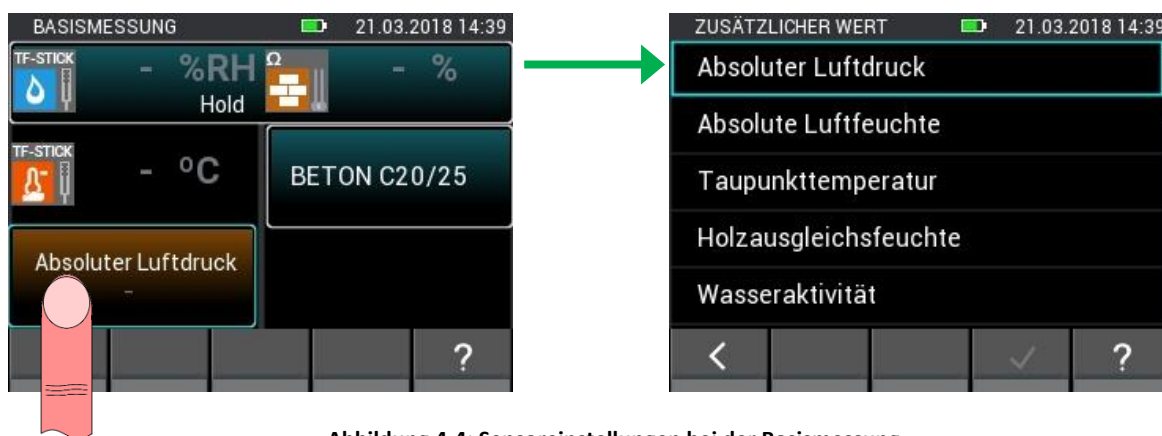 BASISMESSUNG 21.03.2018 14:39
TF-STICK - %RH Ω - %
Hold
TF-STICK - °C BETON C20/25
Absoluter Luftdruck
-
?
ZUSÄTZLICHER WERT 21.03.2018 14:39
Absoluter Luftdruck
Absolute Luftfeuchte
Taupunkttemperatur
Holzausgleichsfeuchte
Wasseraktivität
< ✓ ?
Abbildung 4-4: Sensoreinstellungen bei der Basismessung